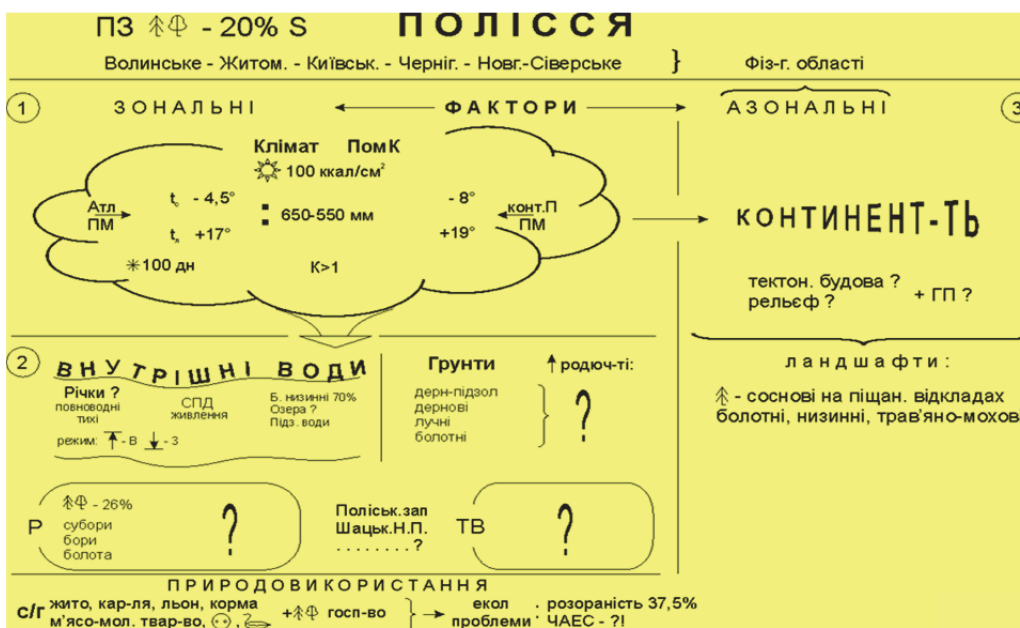 ПЗ - 20% S ПОЛІССЯ
Волинське - Житом. - Київськ. - Черніг. - Новг.-Сіверське } Фіз-г. області
1 ЗОНАЛЬНІ ФАКТОРИ АЗОНАЛЬНІ 3
Клімат ПомК
100 ккал/см²
Атл
ПМ
t - 4,5°
650-550 мм
t +17°
100 дн
К>1
- 8°
+19°
конт.П
ПМ
КОНТИНЕНТ-ТЬ
тектон. будова ?
рельєф ?
+ ГП ?
ландшафти:
- соснові на піщан. відкладах
болотні, низинні, трав'яно-мохов
2 ВНУТРІШНІ ВОДИ
Річки ?
повноводні
тихі
СПД
живлення
Б. низинні 70%
Озера ?
Підз. води
режим: - В - З
Грунти
дерн-підзол
дернові
лучні
болотні
родюч-ті:
?
Р
- 26%
субори
бори
болота
?
Поліськ.зап
Шацьк.Н.П.
. . . . . . . . ?
ТВ
?
ПРИРОДОВИКОРИСТАННЯ
с/г
жито, кар-ля, льон, корма
м'ясо-мол. твар-во,
+ госп-во
екол
проблеми
: розораність 37,5%
ЧАЕС - ?!